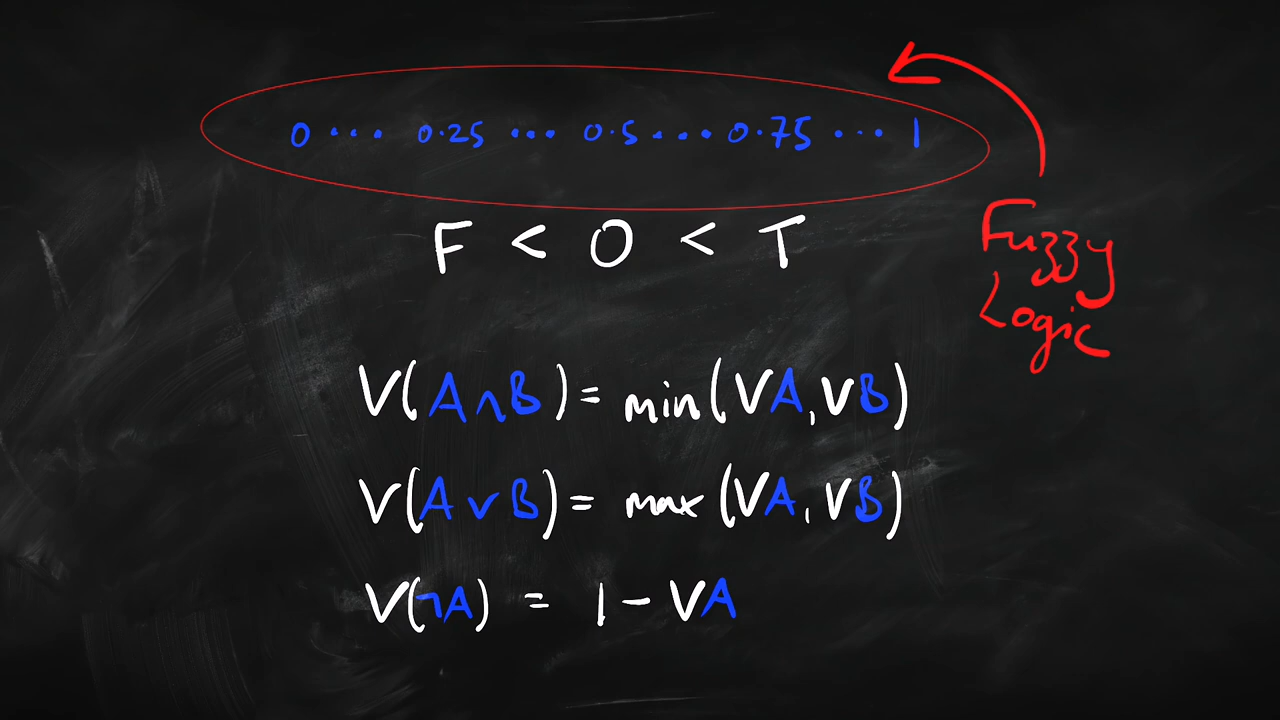 0 ... 0.25 ... 0.5 .... 0.75 ... 1
F < O < T
Fuzzy
Logic
V(A∧B) = min(VA, VB)
V(A∨B) = max(VA, VB)
V(¬A) = 1 - VA